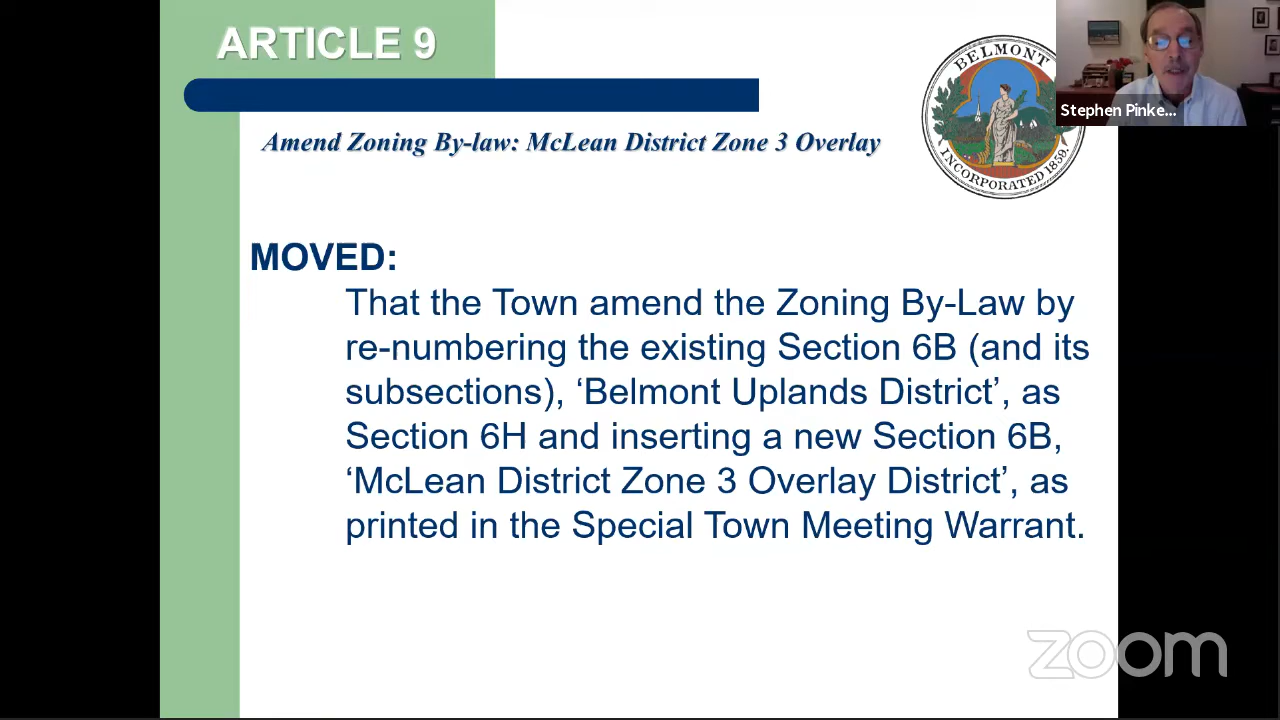 ARTICLE 9
BELMONT
INCORPORATED 1859.
Stephen Pinke...
Amend Zoning By-law: McLean District Zone 3 Overlay
MOVED:
That the Town amend the Zoning By-Law by
re-numbering the existing Section 6B (and its
subsections), ‘Belmont Uplands District’, as
Section 6H and inserting a new Section 6B,
‘McLean District Zone 3 Overlay District’, as
printed in the Special Town Meeting Warrant.
zoom